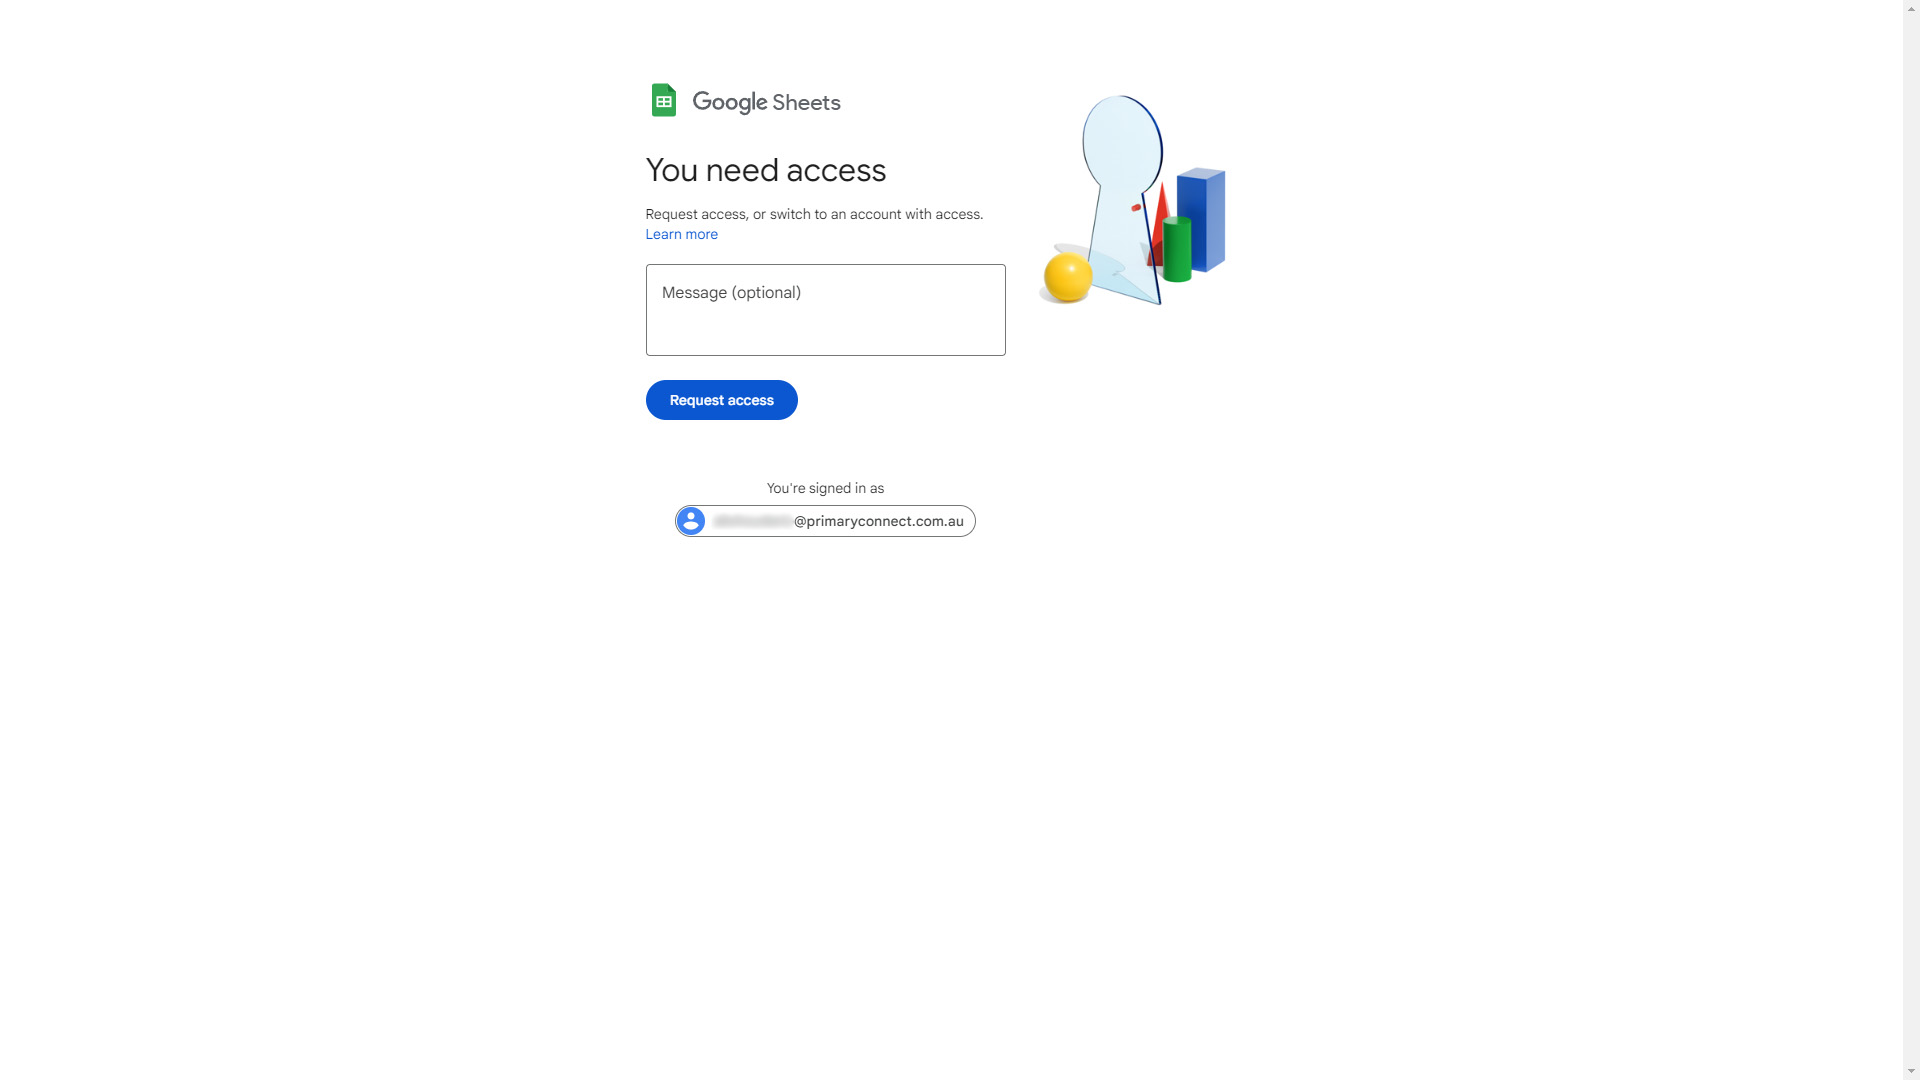 Google Sheets
You need access
Request access, or switch to an account with access.
Learn more
Message (optional)
Request access
You're signed in as
@primaryconnect.com.au